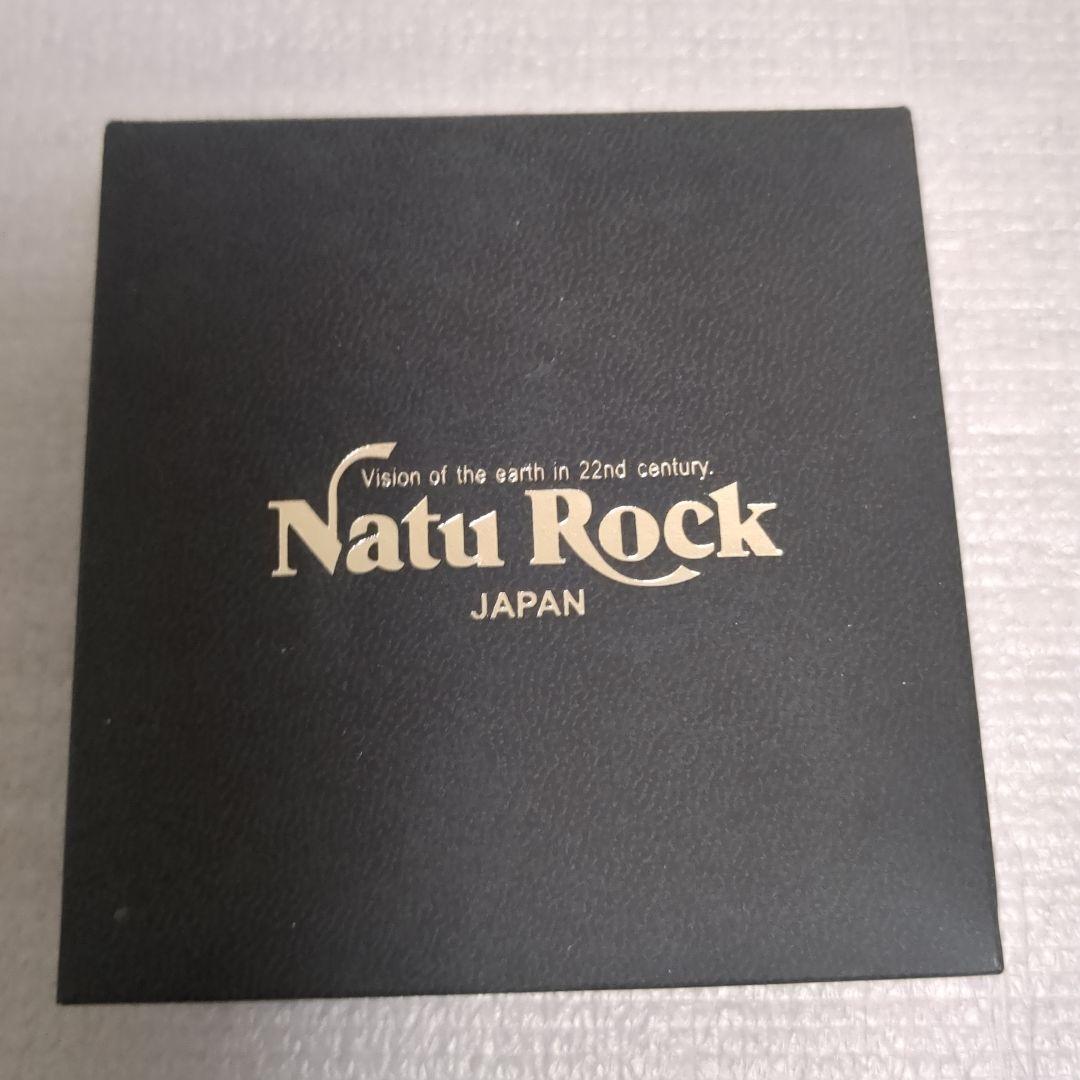 Vision of the earth in 22nd century.
Natu Rock
JAPAN